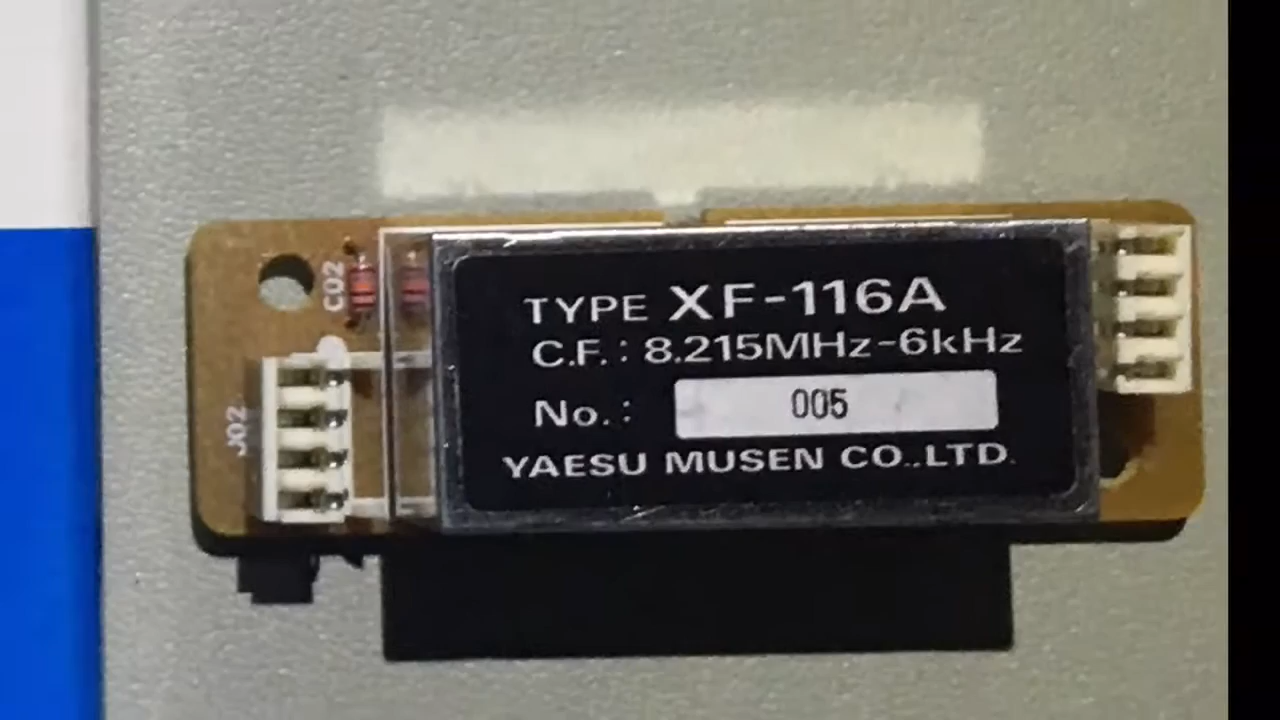 TYPE XF-116A
C.F.: 8.215MHz-6kHz
No.: 005
YAESU MUSEN CO.,LTD.
C02
J02